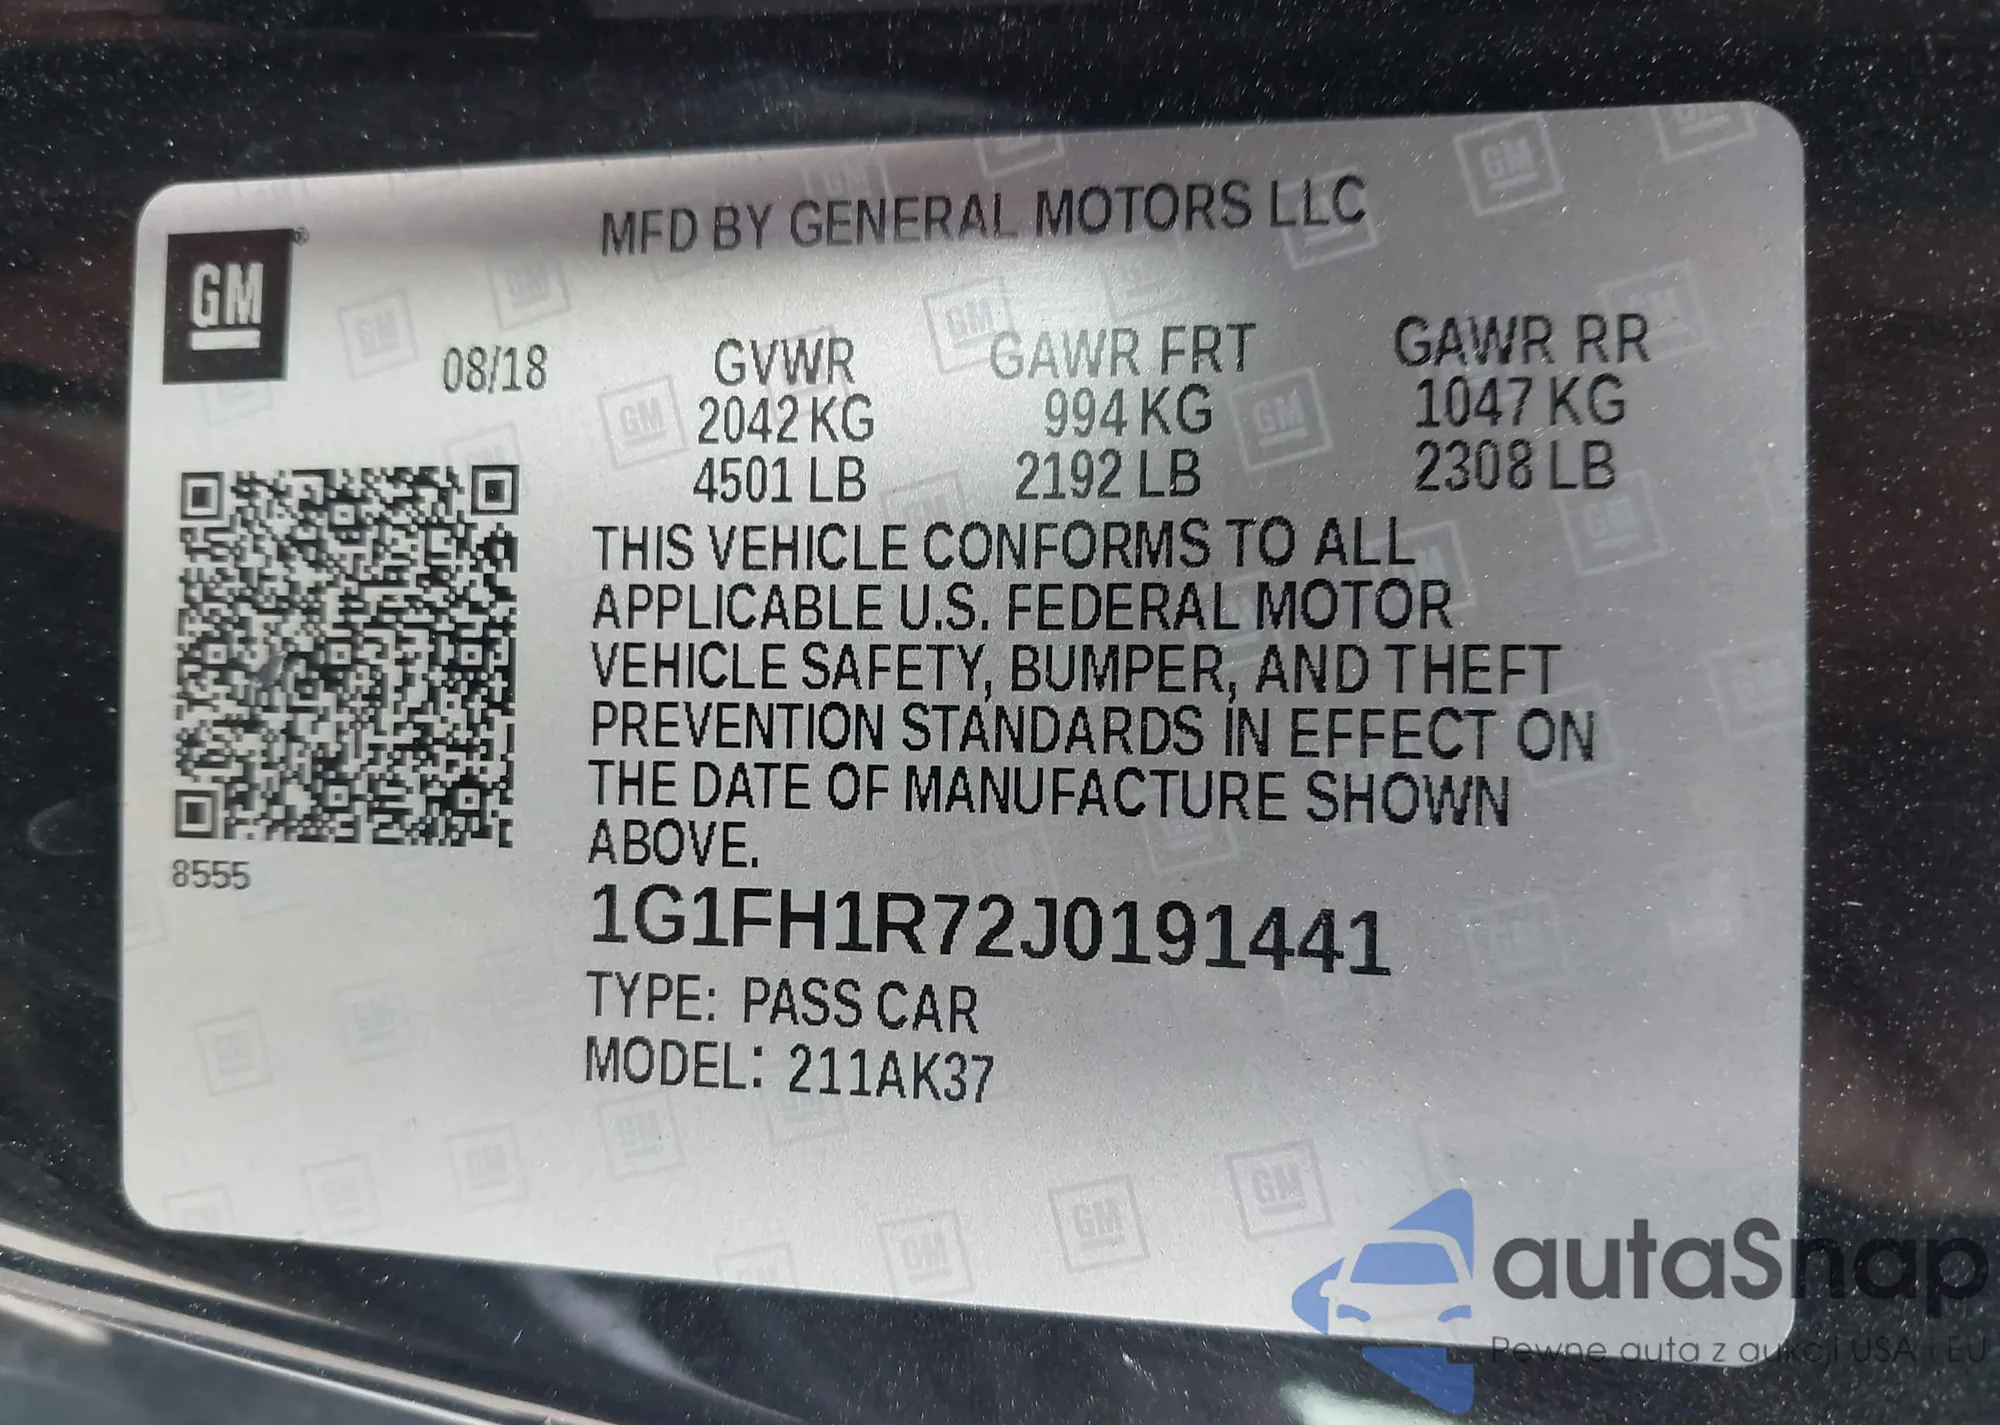 MFD BY GENERAL MOTORS LLC
GM
08/18
GVWR
2042 KG
4501 LB
GAWR FRT
994 KG
2192 LB
GAWR RR
1047 KG
2308 LB
THIS VEHICLE CONFORMS TO ALL
APPLICABLE U.S. FEDERAL MOTOR
VEHICLE SAFETY, BUMPER, AND THEFT
PREVENTION STANDARDS IN EFFECT ON
THE DATE OF MANUFACTURE SHOWN
ABOVE.
8555
1G1FH1R72J0191441
TYPE: PASS CAR
MODEL: 211AK37
autaSnap
Pewne auta z aukcji USA i EU